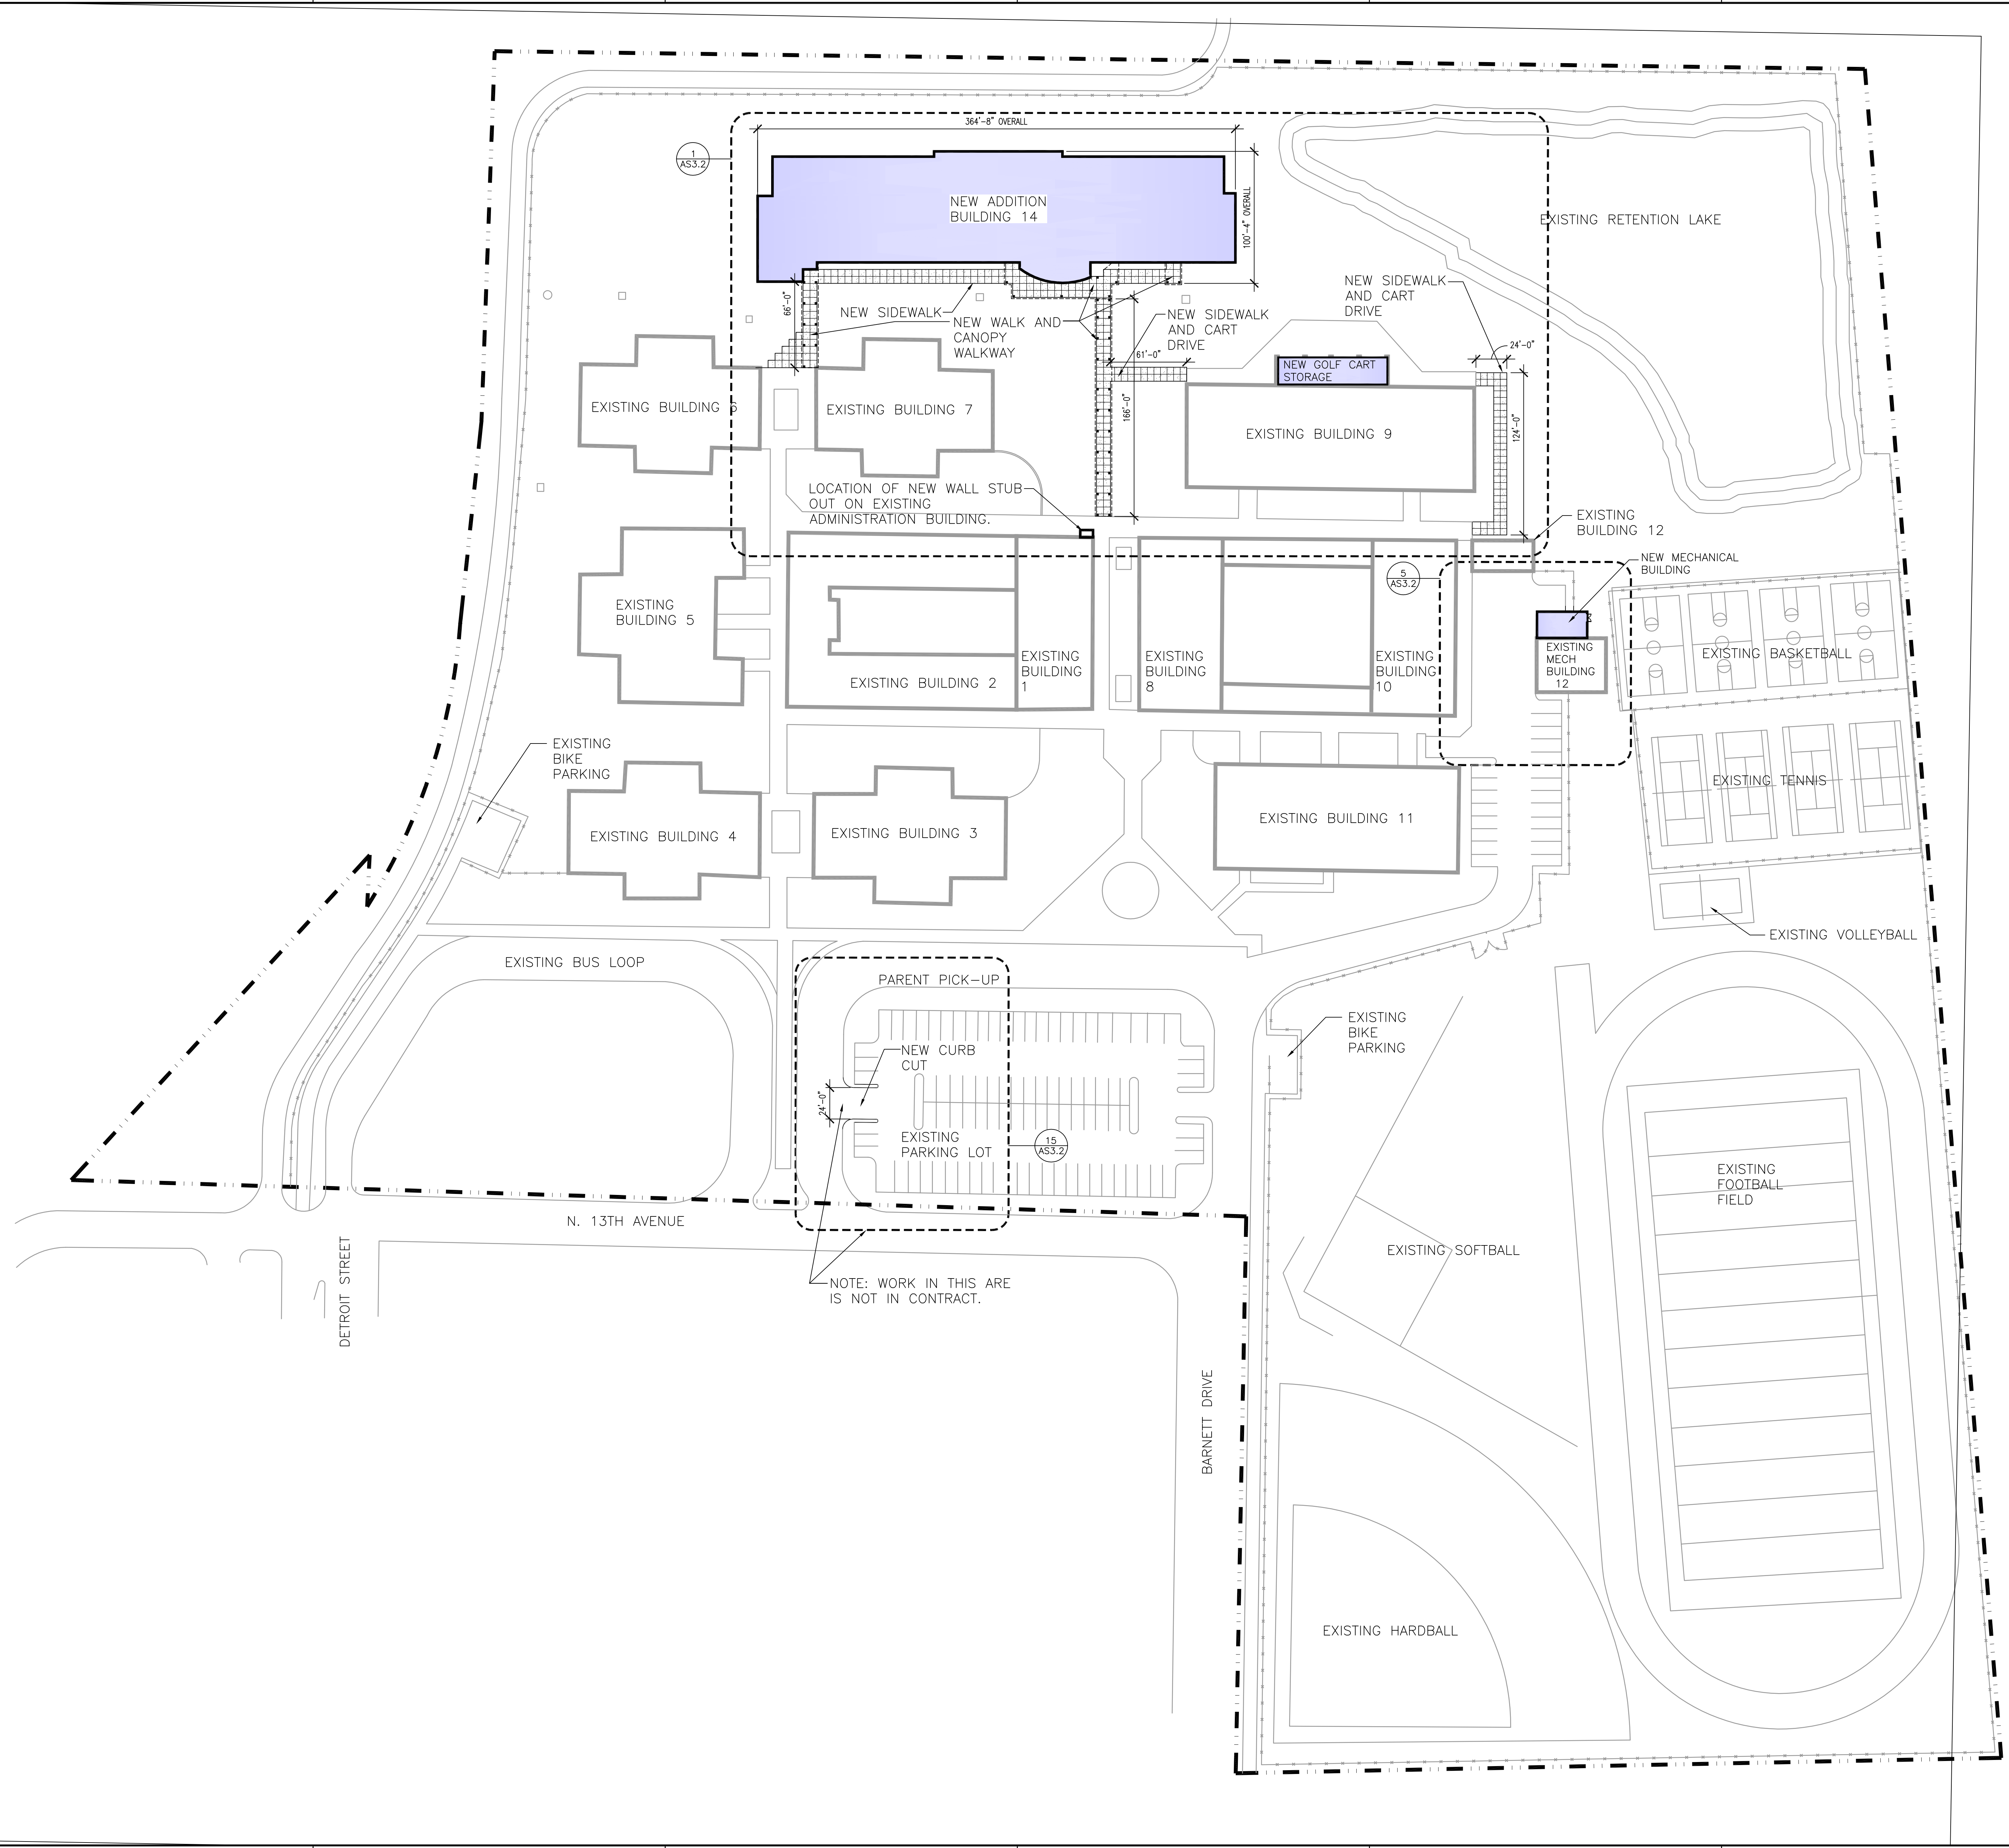 364'-8" OVERALL
1
AS3.2
NEW ADDITION
BUILDING 14
100'-4" OVERALL
EXISTING RETENTION LAKE
NEW SIDEWALK
AND CART
DRIVE
66'-0"
NEW SIDEWALK
NEW WALK AND
CANOPY
WALKWAY
NEW SIDEWALK
AND CART
DRIVE
61'-0"
24'-0"
NEW GOLF CART
STORAGE
166'-0"
124'-0"
EXISTING BUILDING 6
EXISTING BUILDING 7
EXISTING BUILDING 9
LOCATION OF NEW WALL STUB
OUT ON EXISTING
ADMINISTRATION BUILDING.
EXISTING
BUILDING 12
NEW MECHANICAL
BUILDING
5
AS3.2
EXISTING
BUILDING 5
EXISTING BUILDING 2
EXISTING
BUILDING
1
EXISTING
BUILDING
8
EXISTING
BUILDING
10
EXISTING
MECH
BUILDING
12
EXISTING BASKETBALL
EXISTING
BIKE
PARKING
EXISTING TENNIS
EXISTING BUILDING 4
EXISTING BUILDING 3
EXISTING BUILDING 11
EXISTING VOLLEYBALL
EXISTING BUS LOOP
PARENT PICK-UP
EXISTING
BIKE
PARKING
NEW CURB
CUT
24'-0"
EXISTING
PARKING LOT
15
AS3.2
EXISTING
FOOTBALL
FIELD
N. 13TH AVENUE
DETROIT STREET
EXISTING SOFTBALL
NOTE: WORK IN THIS ARE
IS NOT IN CONTRACT.
BARNETT DRIVE
EXISTING HARDBALL